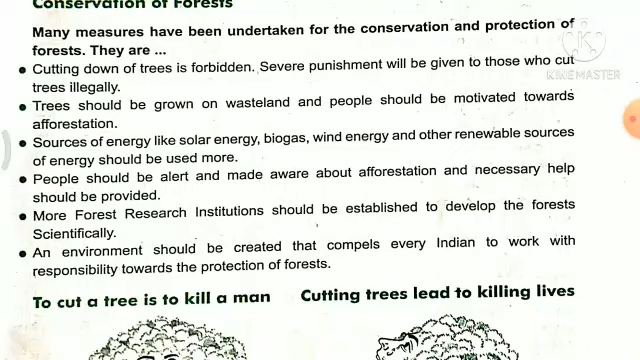 Conservation of Forests
Many measures have been undertaken for the conservation and protection of
forests. They are ...
• Cutting down of trees is forbidden. Severe punishment will be given to those who cut
trees illegally.
• Trees should be grown on wasteland and people should be motivated towards
afforestation.
• Sources of energy like solar energy, biogas, wind energy and other renewable sources
of energy should be used more.
• People should be alert and made aware about afforestation and necessary help
should be provided.
• More Forest Research Institutions should be established to develop the forests
Scientifically.
• An environment should be created that compels every Indian to work with
responsibility towards the protection of forests.
To cut a tree is to kill a man Cutting trees lead to killing lives
KINEMASTER